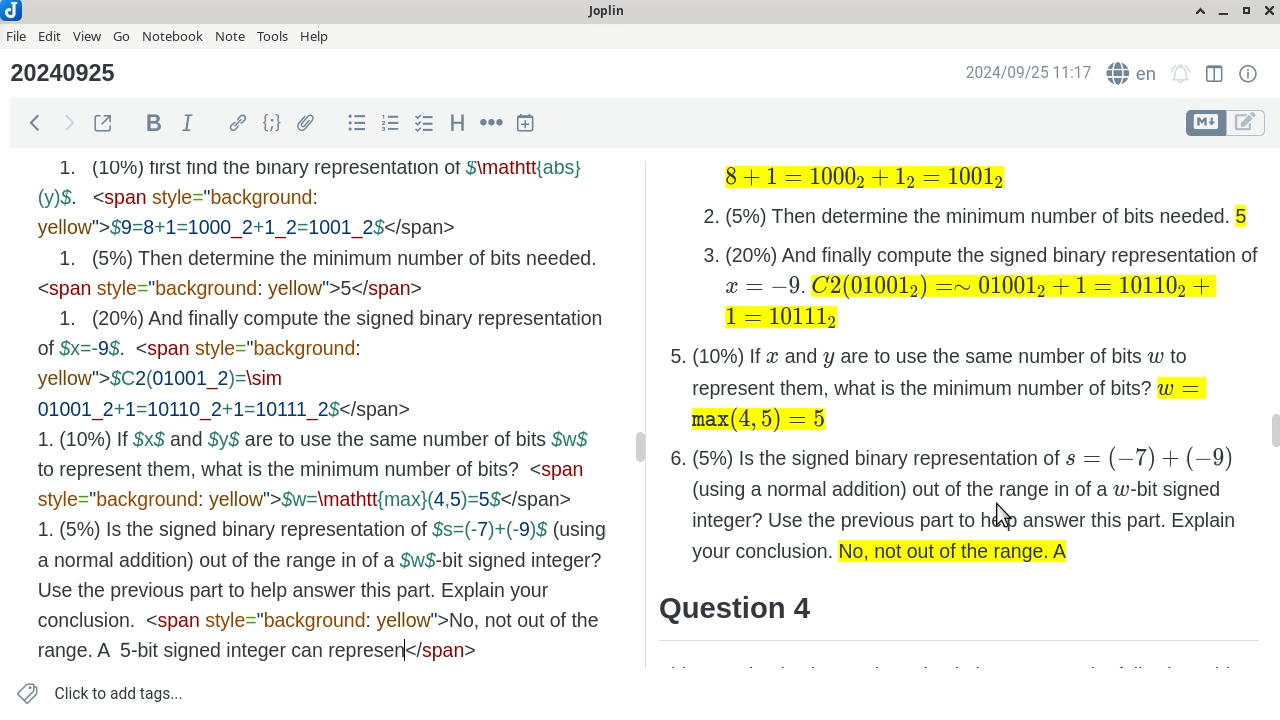 Joplin
File Edit View Go Notebook Note Tools Help
20240925
2024/09/25 11:17 en
1. (10%) first find the binary representation of $\mathtt{abs}
(y)$. <span style="background:
yellow">$9=8+1=1000_2+1_2=1001_2$</span>
1. (5%) Then determine the minimum number of bits needed.
<span style="background: yellow">5</span>
1. (20%) And finally compute the signed binary representation
of $x=-9$. <span style="background:
yellow">$C2(01001_2)=\sim
01001_2+1=10110_2+1=10111_2$</span>
1. (10%) If $x$ and $y$ are to use the same number of bits $w$
to represent them, what is the minimum number of bits? <span
style="background: yellow">$w=\mathtt{max}(4,5)=5$</span>
1. (5%) Is the signed binary representation of $s=(-7)+(-9)$ (using
a normal addition) out of the range in of a $w$-bit signed integer?
Use the previous part to help answer this part. Explain your
conclusion. <span style="background: yellow">No, not out of the
range. A 5-bit signed integer can represen</span>
8 + 1 = 1000₂ + 1₂ = 1001₂
2. (5%) Then determine the minimum number of bits needed. 5
3. (20%) And finally compute the signed binary representation of
x = −9. C2(01001₂) =∼ 01001₂ + 1 = 10110₂ +
1 = 10111₂
5. (10%) If x and y are to use the same number of bits w to
represent them, what is the minimum number of bits? w =
max(4, 5) = 5
6. (5%) Is the signed binary representation of s = (−7) + (−9)
(using a normal addition) out of the range in of a w-bit signed
integer? Use the previous part to help answer this part. Explain
your conclusion. No, not out of the range. A
Question 4
Click to add tags...